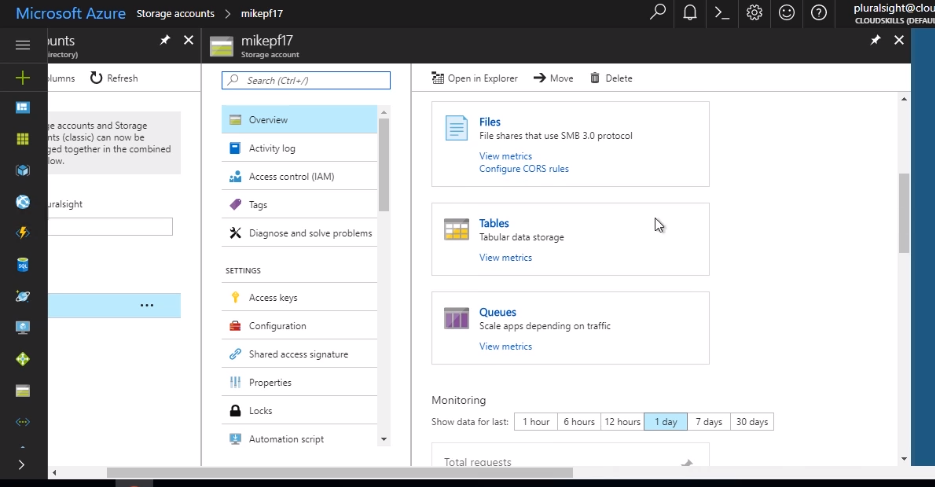 Microsoft Azure Storage accounts > mikepf17
pluralsight@clou
CLOUDSKILLS (DEFAUL
ounts
irectory)
mikepf17
Storage account
olumns Refresh
Search (Ctrl+/)
Open in Explorer Move Delete
ge accounts and Storage
nts (classic) can now be
ged together in the combined
low.
uralsight
...
Overview
Activity log
Access control (IAM)
Tags
Diagnose and solve problems
SETTINGS
Access keys
Configuration
Shared access signature
Properties
Locks
Automation script
Files
File shares that use SMB 3.0 protocol
View metrics
Configure CORS rules
Tables
Tabular data storage
View metrics
Queues
Scale apps depending on traffic
View metrics
Monitoring
Show data for last: 1 hour 6 hours 12 hours 1 day 7 days 30 days
Total requests